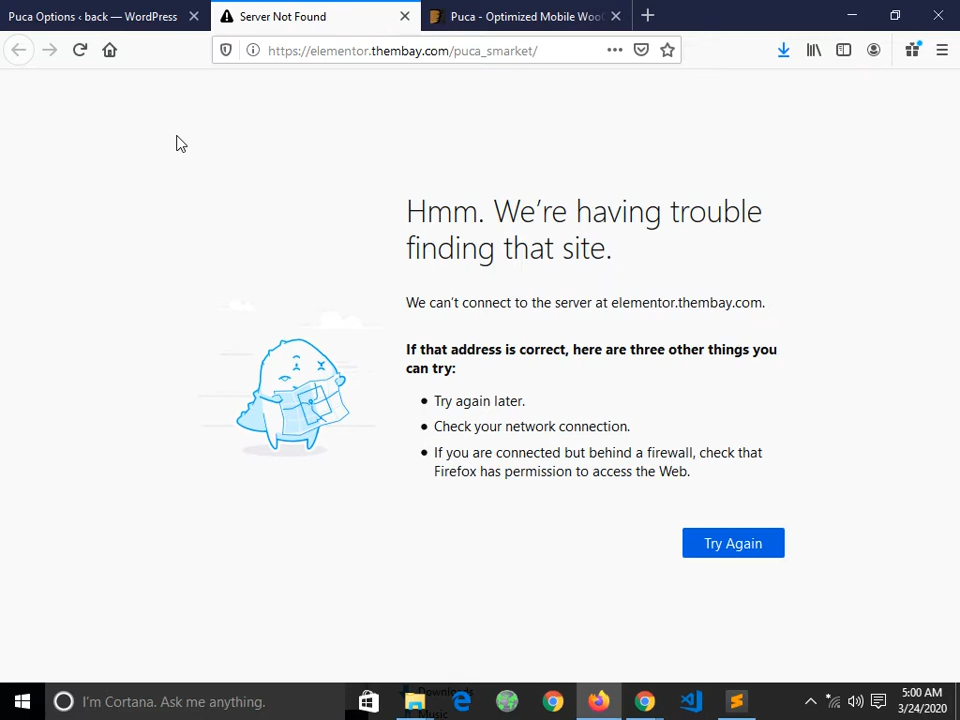 Puca Options ‹ back — WordPress
Server Not Found
Puca - Optimized Mobile Woo
https://elementor.thembay.com/puca_smarket/
Hmm. We're having trouble
finding that site.
We can't connect to the server at elementor.thembay.com.
If that address is correct, here are three other things you
can try:
Try again later.
Check your network connection.
If you are connected but behind a firewall, check that
Firefox has permission to access the Web.
Try Again
I'm Cortana. Ask me anything.
Downloads
Music
5:00 AM
3/24/2020